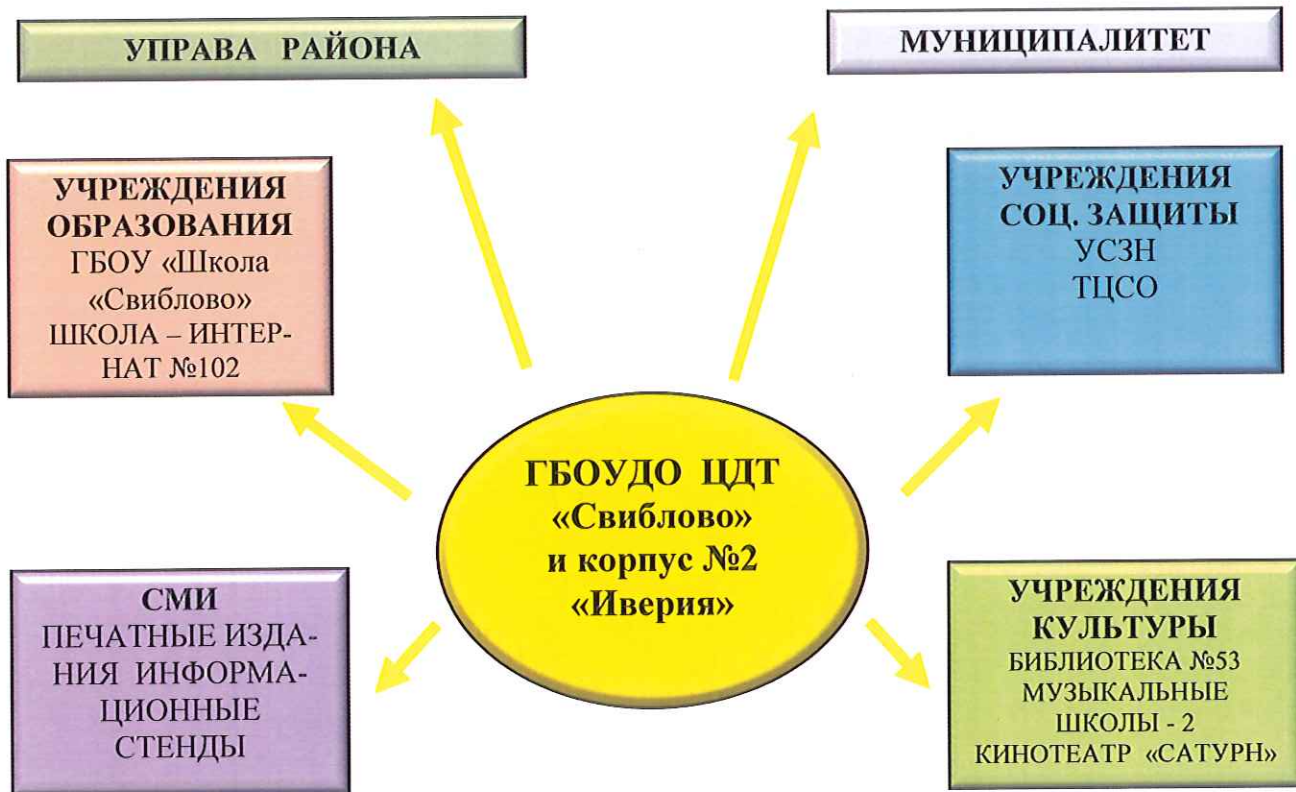 УПРАВА РАЙОНА
МУНИЦИПАЛИТЕТ
УЧРЕЖДЕНИЯ
ОБРАЗОВАНИЯ
ГБОУ «Школа
«Свиблово»
ШКОЛА – ИНТЕР-
НАТ №102
УЧРЕЖДЕНИЯ
СОЦ. ЗАЩИТЫ
УСЗН
ТЦСО
ГБОУДО ЦДТ
«Свиблово»
и корпус №2
«Иверия»
СМИ
ПЕЧАТНЫЕ ИЗДА-
НИЯ ИНФОРМА-
ЦИОННЫЕ
СТЕНДЫ
УЧРЕЖДЕНИЯ
КУЛЬТУРЫ
БИБЛИОТЕКА №53
МУЗЫКАЛЬНЫЕ
ШКОЛЫ - 2
КИНОТЕАТР «САТУРН»